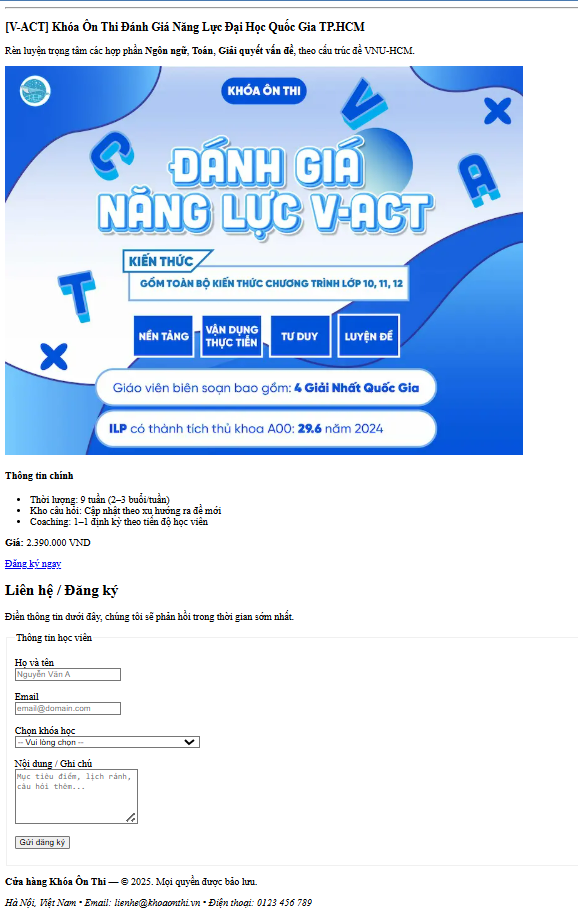 [V-ACT] Khóa Ôn Thi Đánh Giá Năng Lực Đại Học Quốc Gia TP.HCM
Rèn luyện trọng tâm các hợp phần Ngôn ngữ, Toán, Giải quyết vấn đề, theo cấu trúc đề VNU-HCM.
KHÓA ÔN THI
V
C
A
T
ĐÁNH GIÁ
NĂNG LỰC V-ACT
KIẾN THỨC
GỒM TOÀN BỘ KIẾN THỨC CHƯƠNG TRÌNH LỚP 10, 11, 12
NỀN TẢNG
VẬN DỤNG
THỰC TIỄN
TƯ DUY
LUYỆN ĐỀ
Giáo viên biên soạn bao gồm: 4 Giải Nhất Quốc Gia
ILP có thành tích thủ khoa A00: 29.6 năm 2024
Thông tin chính
• Thời lượng: 9 tuần (2–3 buổi/tuần)
• Kho câu hỏi: Cập nhật theo xu hướng ra đề mới
• Coaching: 1–1 định kỳ theo tiến độ học viên
Giá: 2.390.000 VND
Đăng ký ngay
Liên hệ / Đăng ký
Điền thông tin dưới đây, chúng tôi sẽ phản hồi trong thời gian sớm nhất.
Thông tin học viên
Họ và tên
Nguyễn Văn A
Email
email@domain.com
Chọn khóa học
-- Vui lòng chọn --
Nội dung / Ghi chú
Mục tiêu điểm, lịch rảnh,
câu hỏi thêm...
Gửi đăng ký
Cửa hàng Khóa Ôn Thi — © 2025. Mọi quyền được bảo lưu.
Hà Nội, Việt Nam • Email: lienhe@khoaonthi.vn • Điện thoại: 0123 456 789